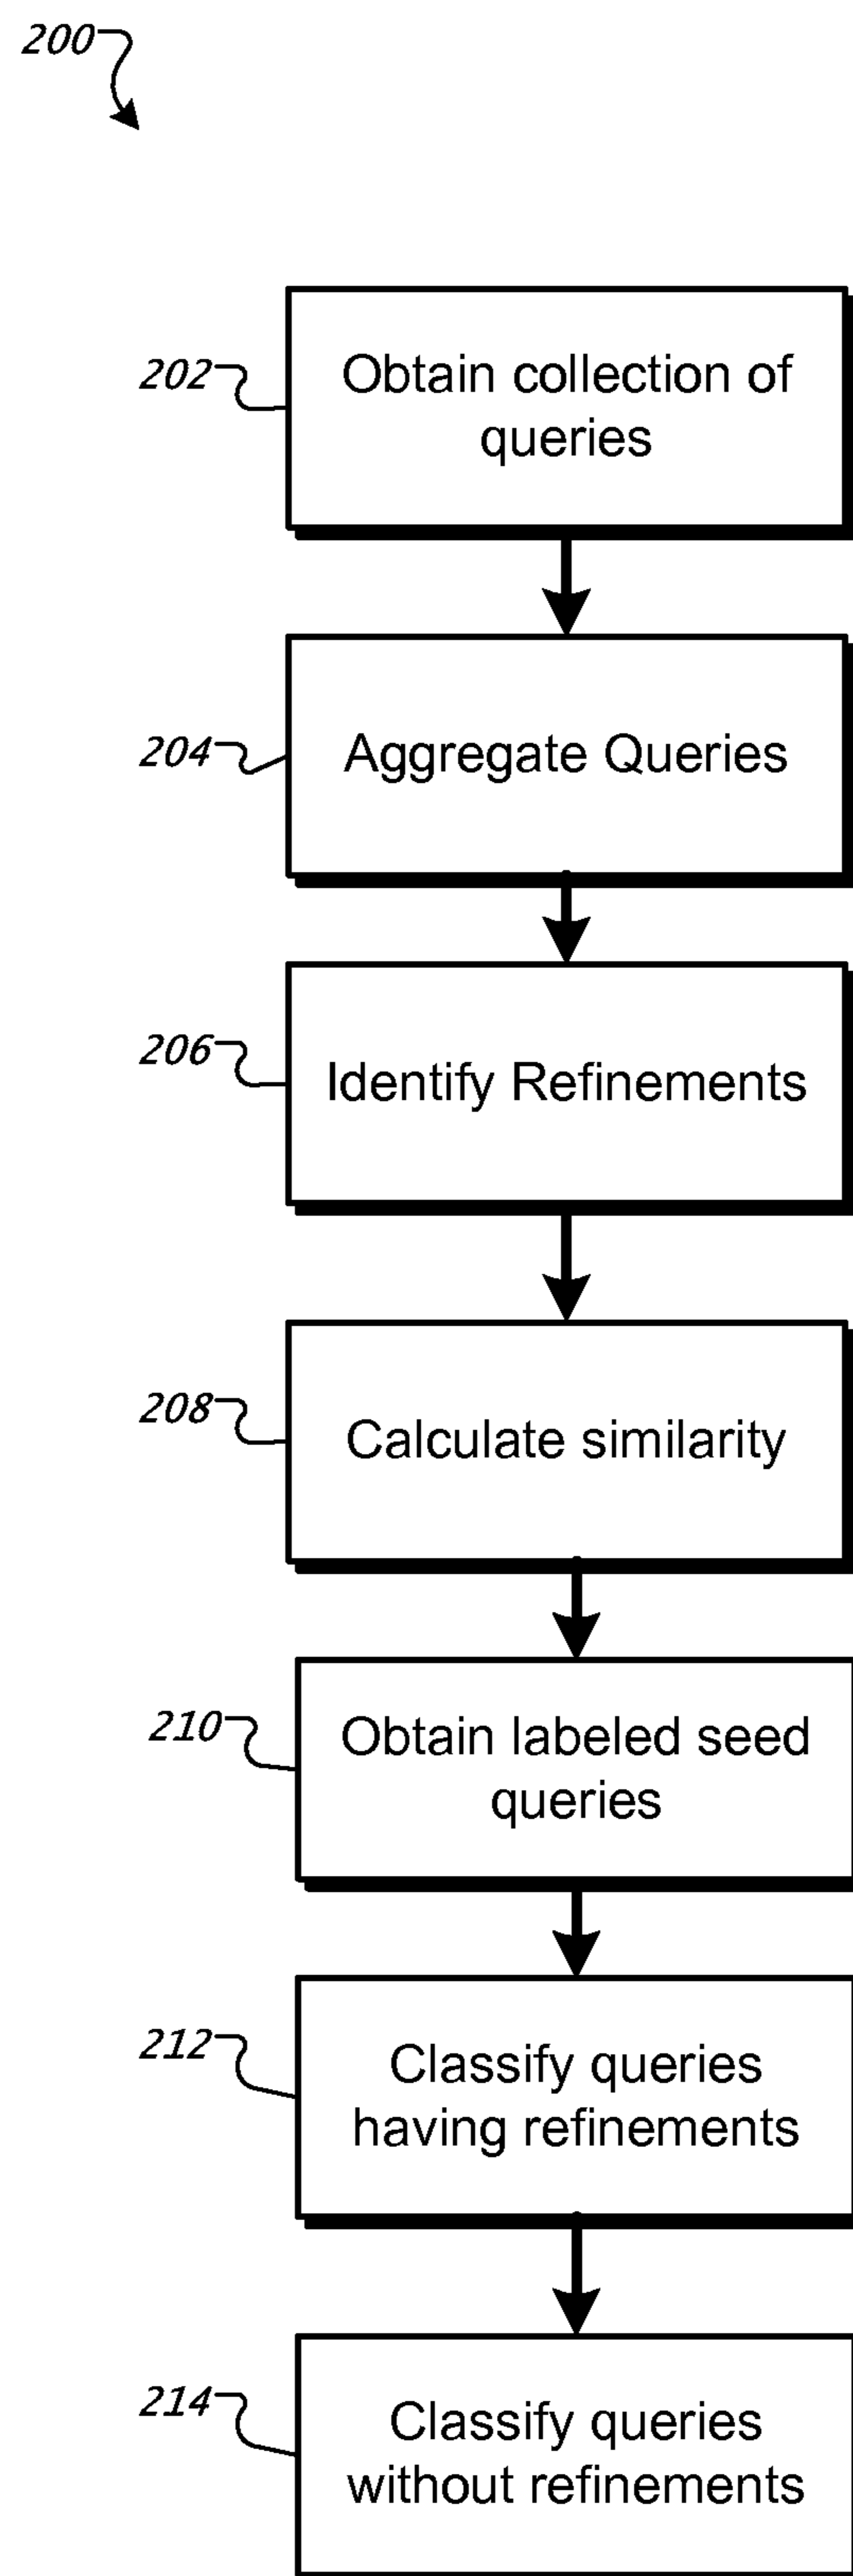 200
202
Obtain collection of
queries
204
Aggregate Queries
206
Identify Refinements
208
Calculate similarity
210
Obtain labeled seed
queries
212
Classify queries
having refinements
214
Classify queries
without refinements